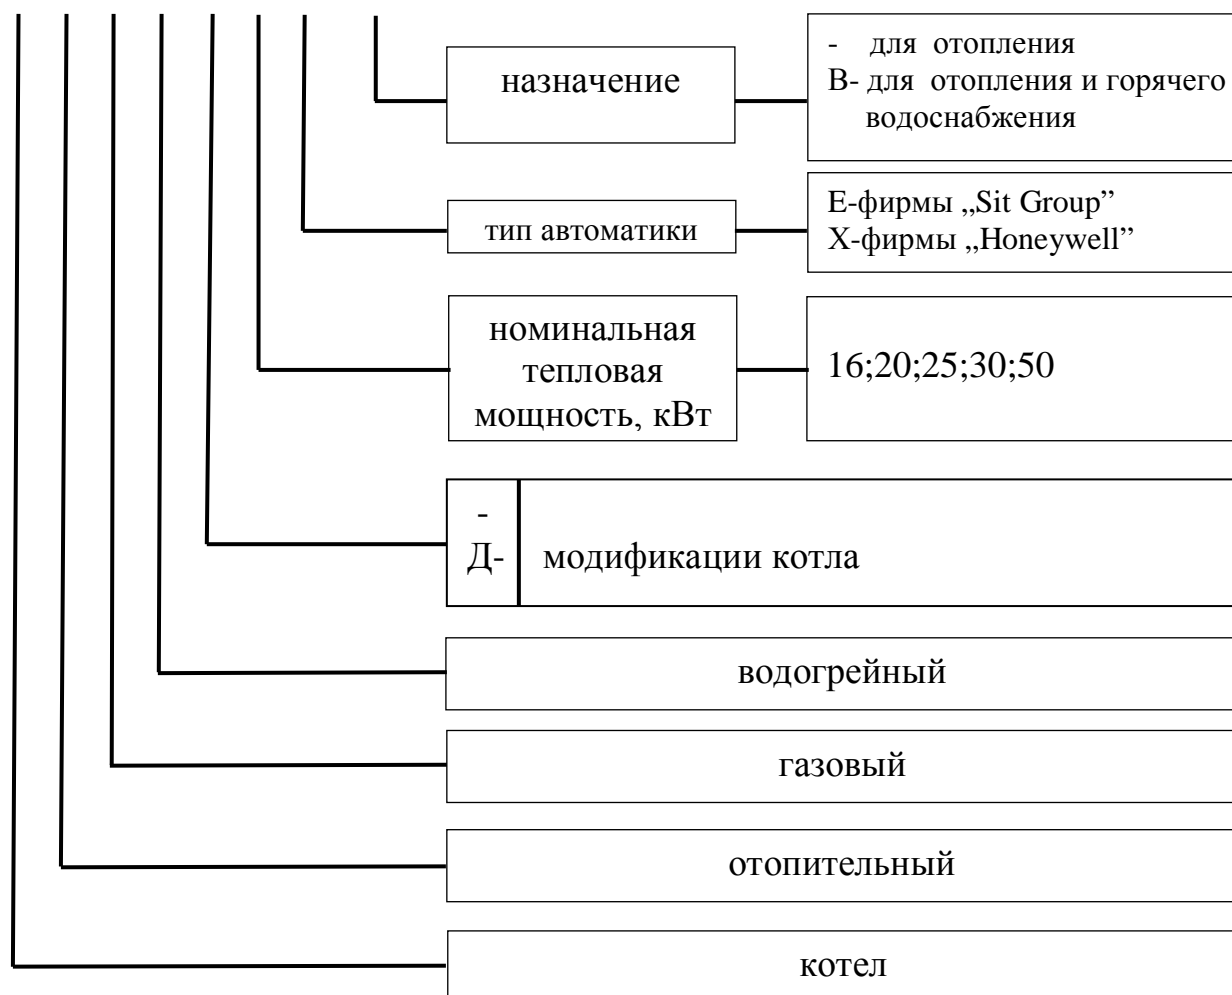 назначение
-    для  отопления
В- для  отопления и горячего
водоснабжения
тип автоматики
Е-фирмы „Sit Group”
Х-фирмы „Honeywell”
номинальная
тепловая
мощность, кВт
16;20;25;30;50
-
Д-
модификации котла
водогрейный
газовый
отопительный
котел